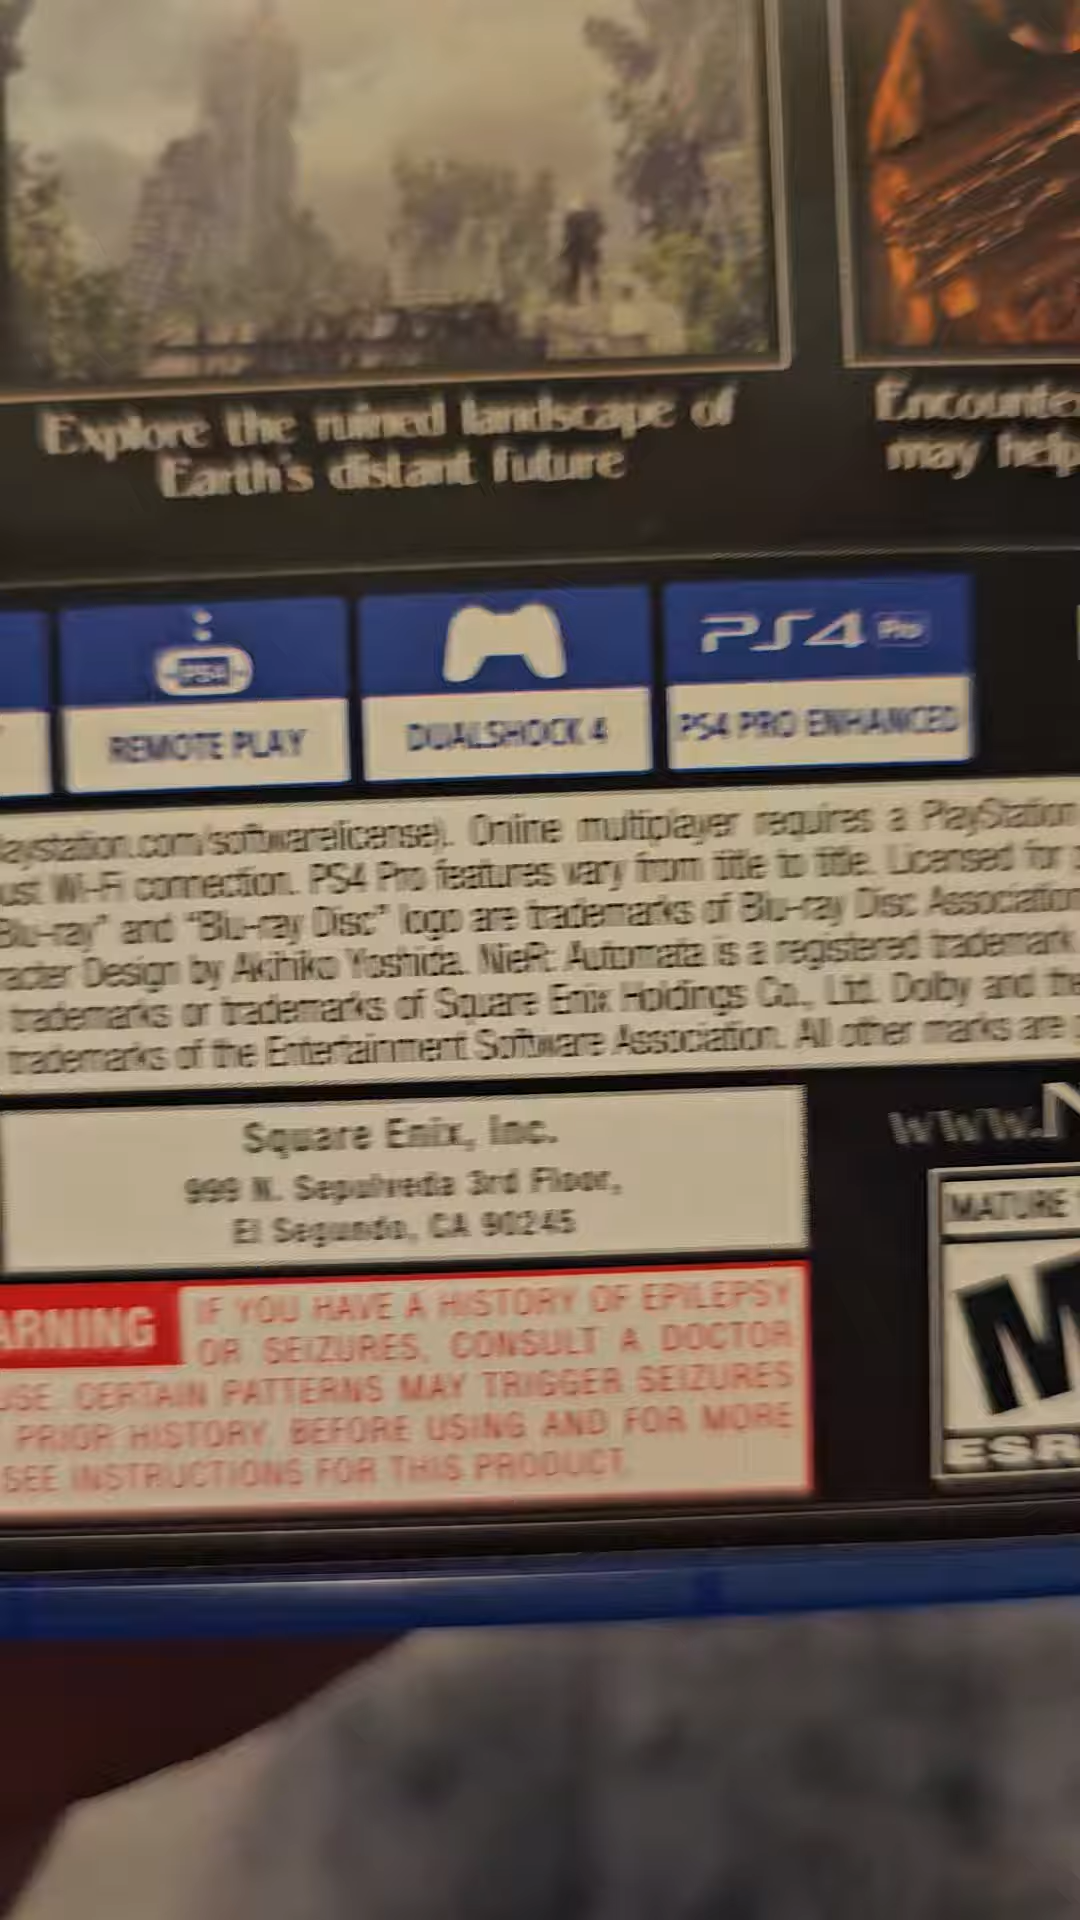 Explore the ruined landscape of
Earth's distant future
Encounte
may help
PS4
REMOTE PLAY
DUALSHOCK 4
PS4 Pro
PS4 PRO ENHANCED
laystation.com/softwarelicense). Online multiplayer requires a PlayStation
ust Wi-Fi connection. PS4 Pro features vary from title to title. Licensed for
Blu-ray" and "Blu-ray Disc" logo are trademarks of Blu-ray Disc Association
racter Design by Akihiko Yoshida. NieR: Automata is a registered trademark
trademarks or trademarks of Square Enix Holdings Co., Ltd. Dolby and the
trademarks of the Entertainment Software Association. All other marks are
Square Enix, Inc.
999 N. Sepulveda 3rd Floor,
El Segundo, CA 90245
www.N
MATURE
M
ESR
ARNING
IF YOU HAVE A HISTORY OF EPILEPSY
OR SEIZURES, CONSULT A DOCTOR
USE. CERTAIN PATTERNS MAY TRIGGER SEIZURES
PRIOR HISTORY. BEFORE USING AND FOR MORE
SEE INSTRUCTIONS FOR THIS PRODUCT.